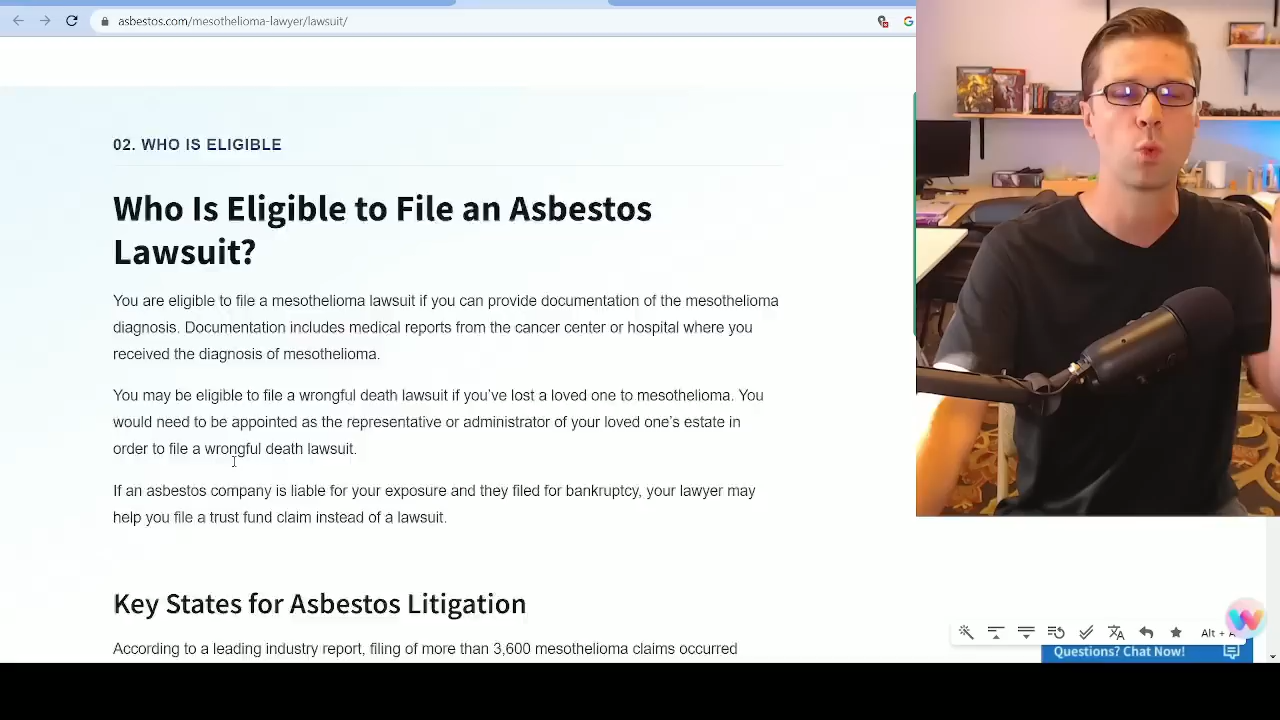 asbestos.com/mesothelioma-lawyer/lawsuit/
02. WHO IS ELIGIBLE
Who Is Eligible to File an Asbestos
Lawsuit?
You are eligible to file a mesothelioma lawsuit if you can provide documentation of the mesothelioma
diagnosis. Documentation includes medical reports from the cancer center or hospital where you
received the diagnosis of mesothelioma.
You may be eligible to file a wrongful death lawsuit if you’ve lost a loved one to mesothelioma. You
would need to be appointed as the representative or administrator of your loved one’s estate in
order to file a wrongful death lawsuit.
If an asbestos company is liable for your exposure and they filed for bankruptcy, your lawyer may
help you file a trust fund claim instead of a lawsuit.
Key States for Asbestos Litigation
According to a leading industry report, filing of more than 3,600 mesothelioma claims occurred
Alt +
Questions? Chat Now!